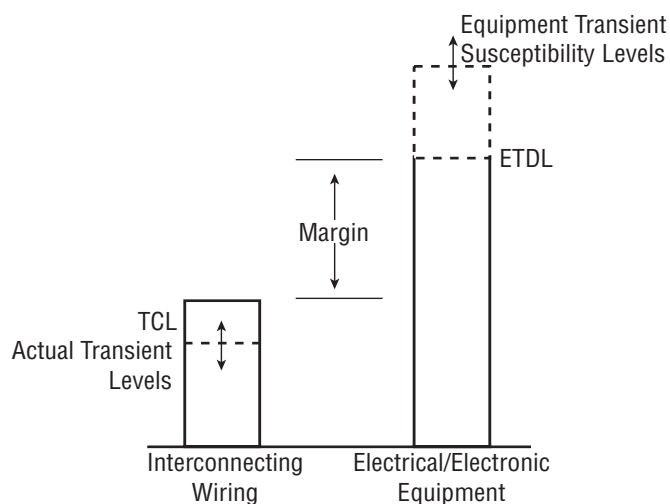 Equipment Transient
Susceptibility Levels
ETDL
Margin
TCL
Actual Transient
Levels
Interconnecting
Wiring
Electrical/Electronic
Equipment